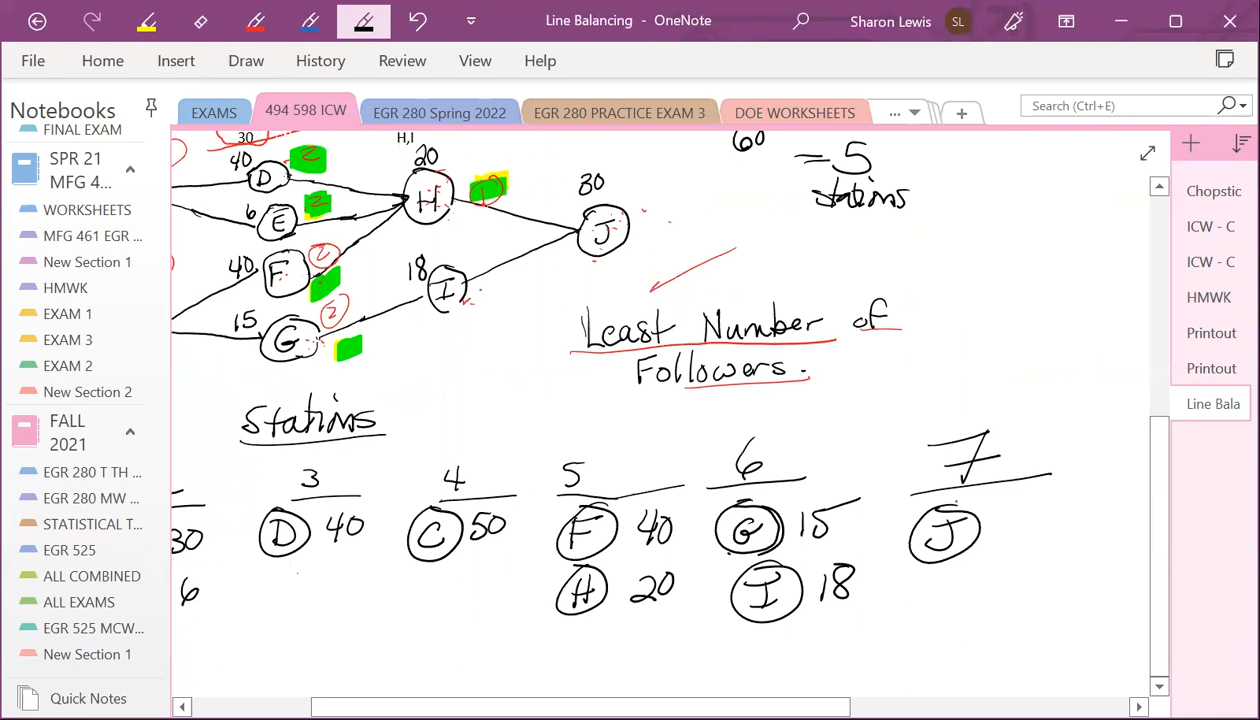 Line Balancing - OneNote
Sharon Lewis
SL
File Home Insert Draw History Review View Help
Notebooks
EXAMS
494 598 ICW
EGR 280 Spring 2022
EGR 280 PRACTICE EXAM 3
DOE WORKSHEETS
...
Search (Ctrl+E)
FINAL EXAM
SPR 21
MFG 4...
WORKSHEETS
MFG 461 EGR ...
New Section 1
HMWK
EXAM 1
EXAM 3
EXAM 2
New Section 2
FALL
2021
EGR 280 T TH ...
EGR 280 MW ...
STATISTICAL T...
EGR 525
ALL COMBINED
ALL EXAMS
EGR 525 MCW...
New Section 1
Quick Notes
30
40 D 2
6 E 2
40 F 2
15 G 2
H,I
20
H 1
18 I
30
J
60
= 5
stations
Least Number of
Followers.
Stations
3 4 5 6 7
30 D 40 C 50 F 40 G 15 J
6 H 20 I 18
Chopstic
ICW - C
ICW - C
HMWK
Printout
Printout
Line Bala